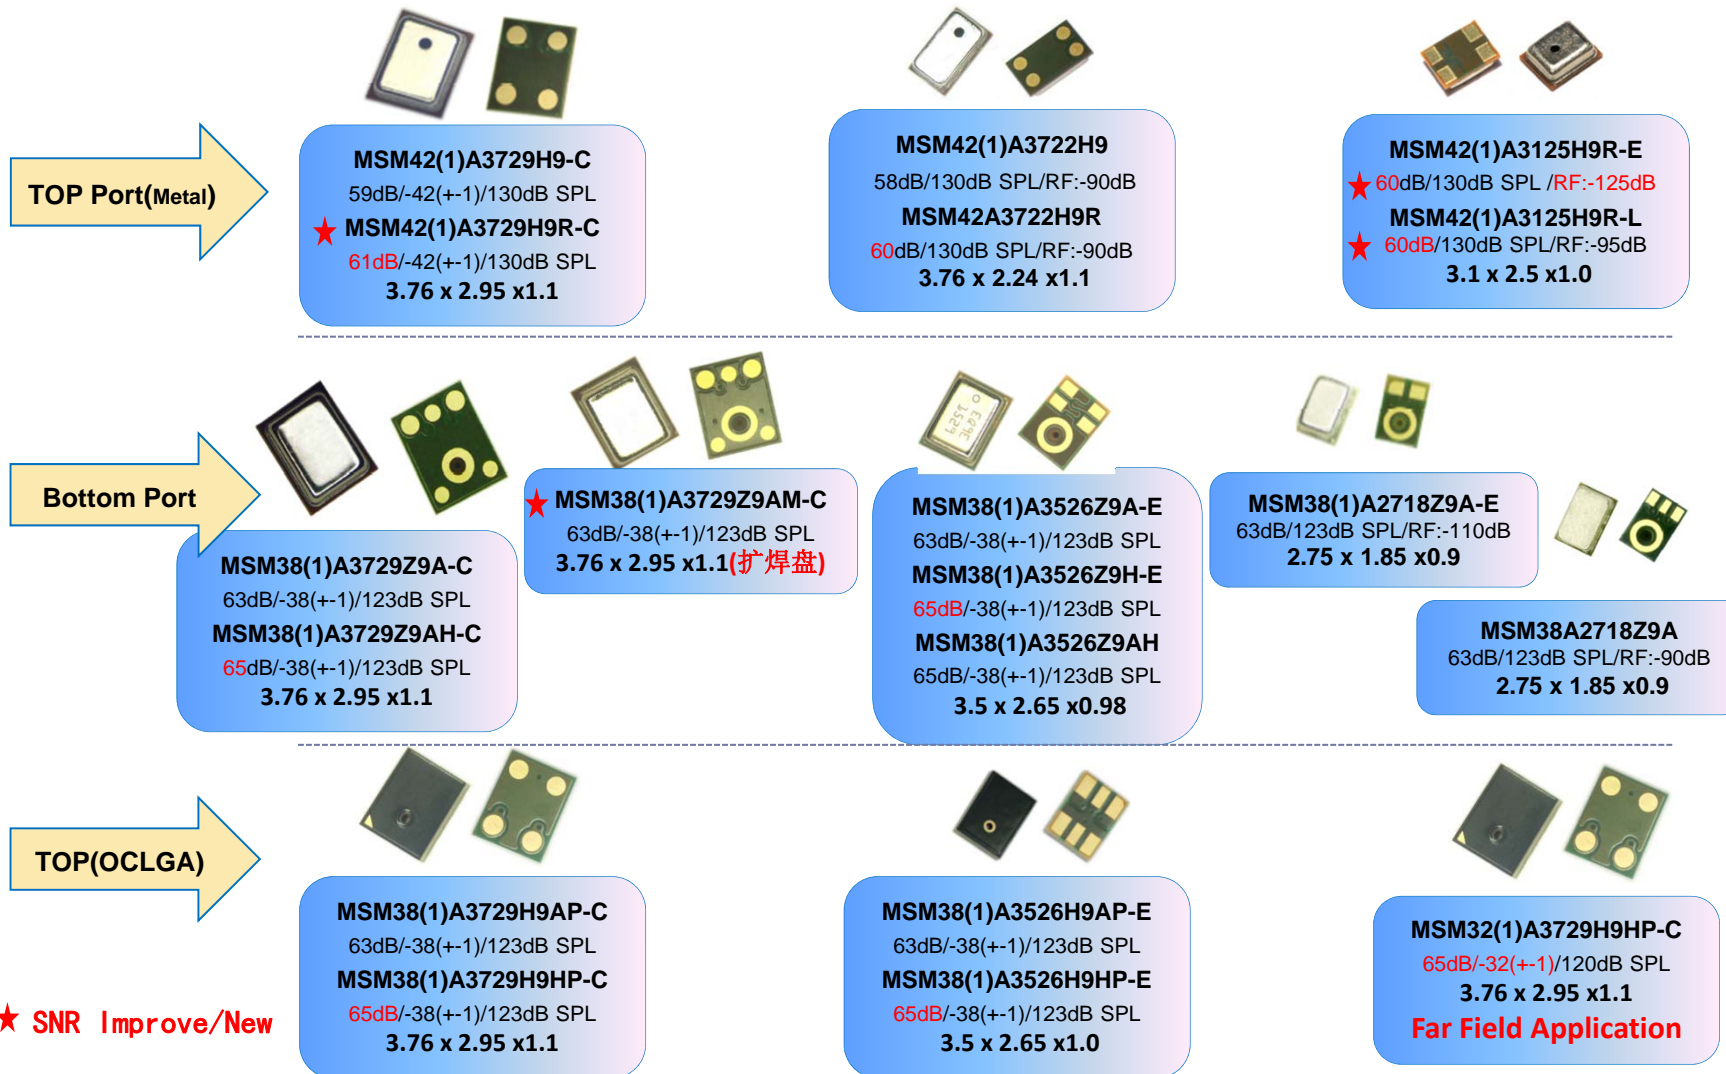 TOP Port(Metal)
MSM42(1)A3729H9-C
59dB/-42(+-1)/130dB SPL
MSM42(1)A3729H9R-C
61dB/-42(+-1)/130dB SPL
3.76 x 2.95 x1.1
MSM42(1)A3722H9
58dB/130dB SPL/RF:-90dB
MSM42A3722H9R
60dB/130dB SPL/RF:-90dB
3.76 x 2.24 x1.1
MSM42(1)A3125H9R-E
60dB/130dB SPL /RF:-125dB
MSM42(1)A3125H9R-L
60dB/130dB SPL/RF:-95dB
3.1 x 2.5 x1.0
Bottom Port
MSM38(1)A3729Z9A-C
63dB/-38(+-1)/123dB SPL
MSM38(1)A3729Z9AH-C
65dB/-38(+-1)/123dB SPL
3.76 x 2.95 x1.1
MSM38(1)A3729Z9AM-C
63dB/-38(+-1)/123dB SPL
3.76 x 2.95 x1.1(扩焊盘)
MSM38(1)A3526Z9A-E
63dB/-38(+-1)/123dB SPL
MSM38(1)A3526Z9H-E
65dB/-38(+-1)/123dB SPL
MSM38(1)A3526Z9AH
65dB/-38(+-1)/123dB SPL
3.5 x 2.65 x0.98
MSM38(1)A2718Z9A-E
63dB/123dB SPL/RF:-110dB
2.75 x 1.85 x0.9
MSM38A2718Z9A
63dB/123dB SPL/RF:-90dB
2.75 x 1.85 x0.9
TOP(OCLGA)
MSM38(1)A3729H9AP-C
63dB/-38(+-1)/123dB SPL
MSM38(1)A3729H9HP-C
65dB/-38(+-1)/123dB SPL
3.76 x 2.95 x1.1
MSM38(1)A3526H9AP-E
63dB/-38(+-1)/123dB SPL
MSM38(1)A3526H9HP-E
65dB/-38(+-1)/123dB SPL
3.5 x 2.65 x1.0
MSM32(1)A3729H9HP-C
65dB/-32(+-1)/120dB SPL
3.76 x 2.95 x1.1
Far Field Application
★ SNR Improve/New